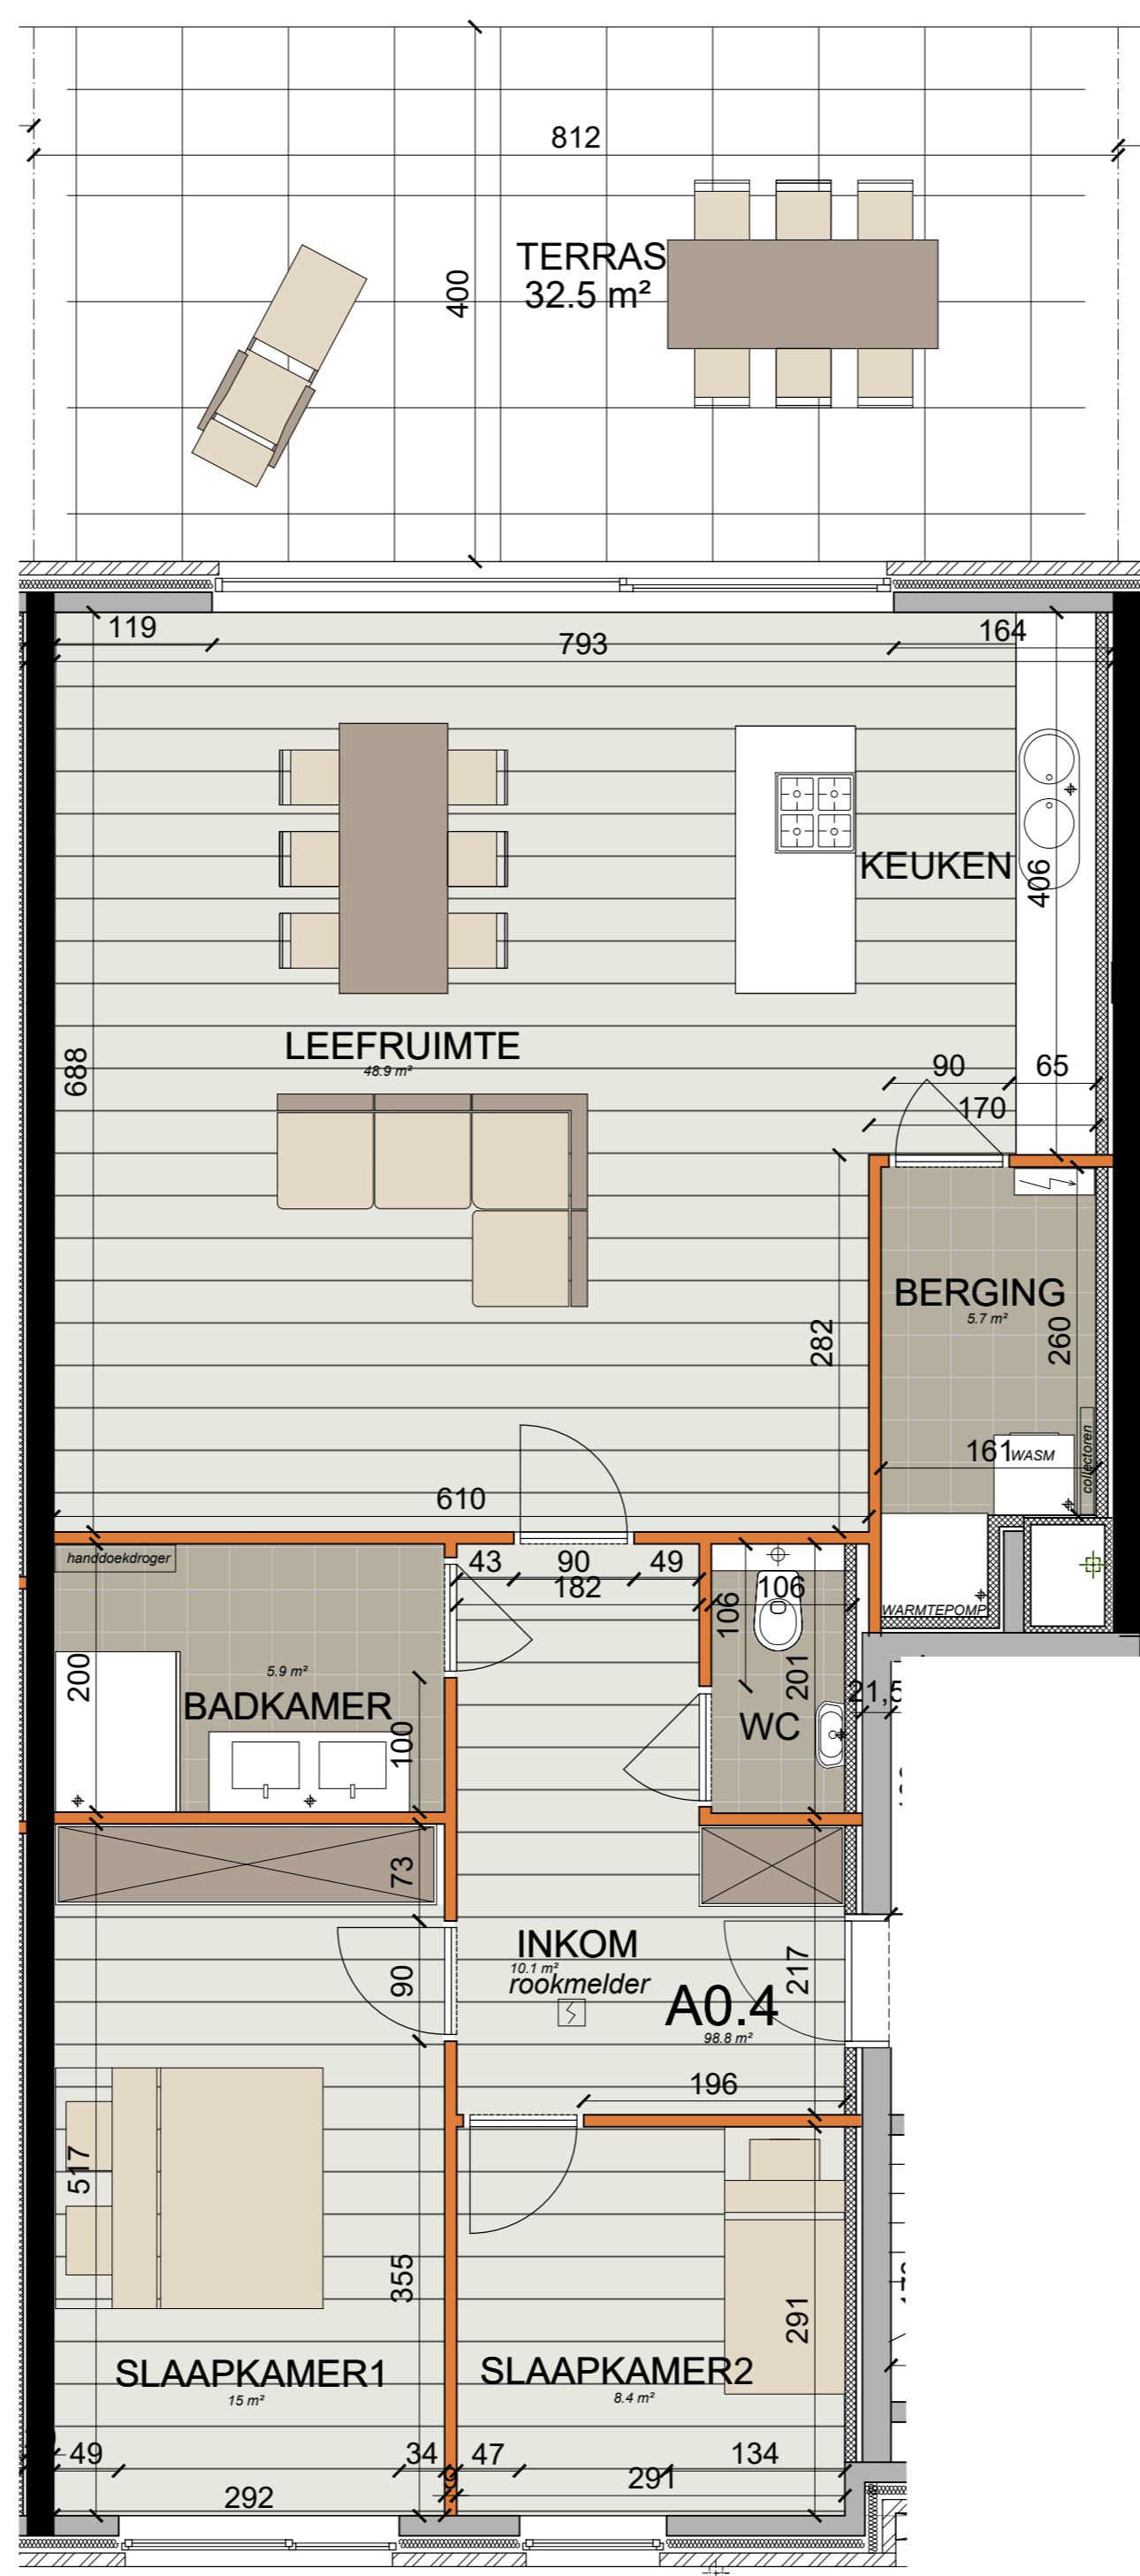 812
TERRAS
32.5 m²
400
119
793
164
KEUKEN
406
LEEFRUIMTE
48.9 m²
688
90
65
170
BERGING
5.7 m²
260
282
161
WASM
collectoren
610
handdoekdroger
43
90
49
182
106
106
WARMTEPOMP
200
5.9 m²
BADKAMER
100
201
21,5
WC
73
INKOM
10.1 m²
rookmelder
A0.4
98.8 m²
90
217
196
517
355
291
SLAAPKAMER1
15 m²
SLAAPKAMER2
8.4 m²
49
34
47
134
292
291